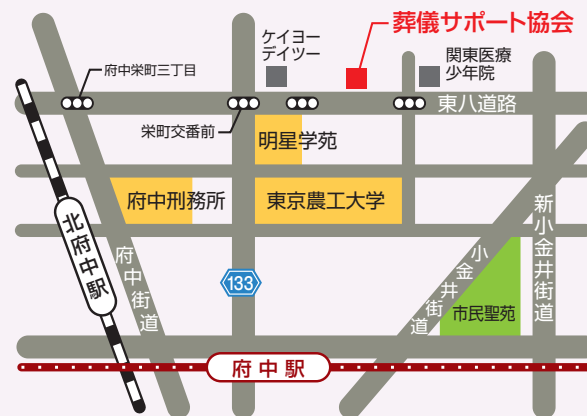 葬儀サポート協会
ケイヨー
デイツー
関東医療
少年院
府中栄町三丁目
東八道路
栄町交番前
明星学苑
府中刑務所
東京農工大学
北府中駅
府中街道
133
小金井街道
新小金井街道
市民聖苑
府中駅